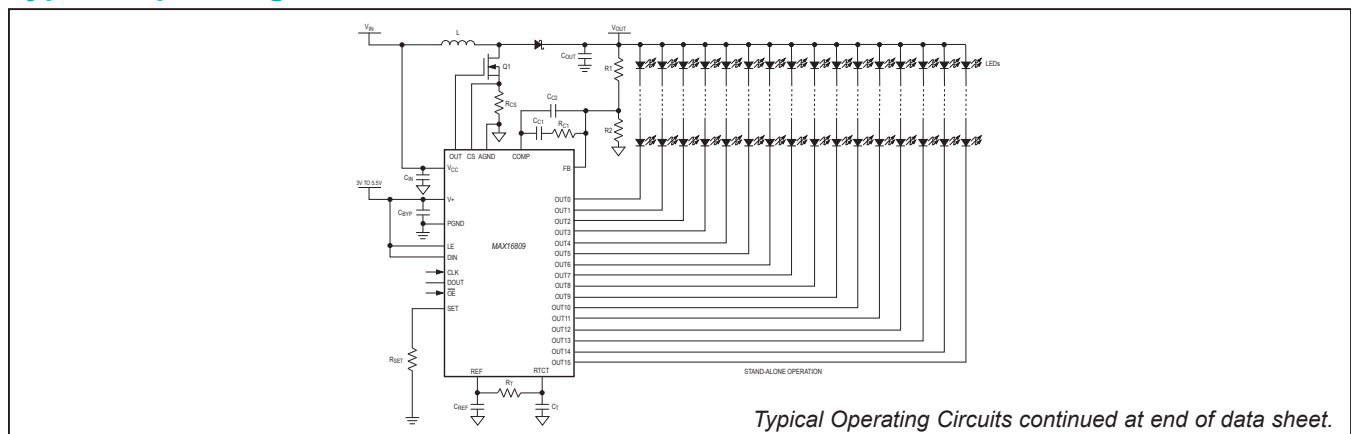 VIN
L
VOUT
COUT
Q1
R1
LEDs
RCS
CC2
CC1
RC1
R2
OUT CS AGND COMP
VCC
FB
CIN
3V TO 5.5V
V+
CBYP
PGND
MAX16809
LE
DIN
CLK
DOUT
OE
SET
OUT0
OUT1
OUT2
OUT3
OUT4
OUT5
OUT6
OUT7
OUT8
OUT9
OUT10
OUT11
OUT12
OUT13
OUT14
OUT15
RSET
REF
RTCT
RT
CREF
CT
STAND-ALONE OPERATION
Typical Operating Circuits continued at end of data sheet.